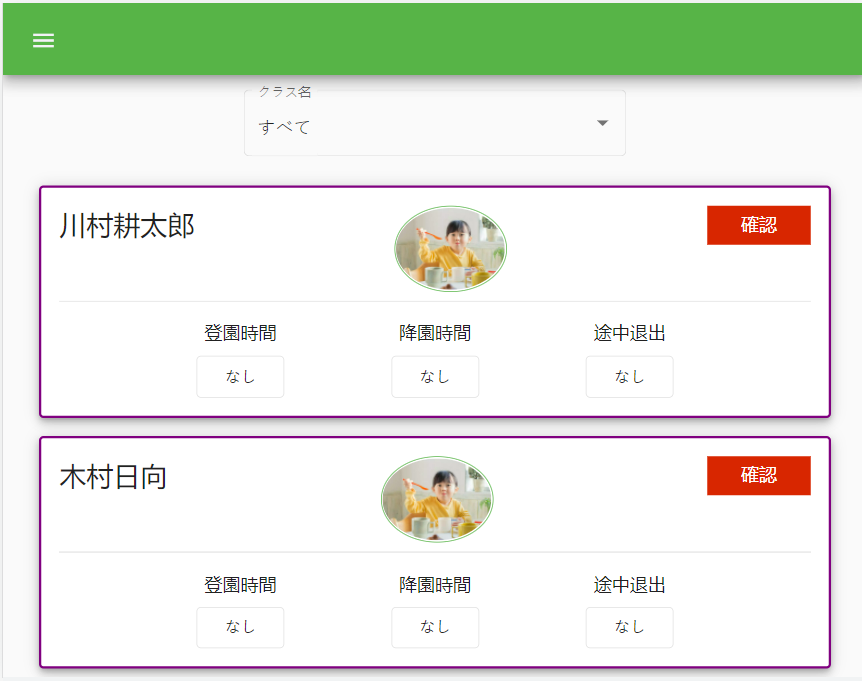 クラス名
すべて
川村耕太郎
確認
登園時間 降園時間 途中退出
なし なし なし
木村日向
確認
登園時間 降園時間 途中退出
なし なし なし